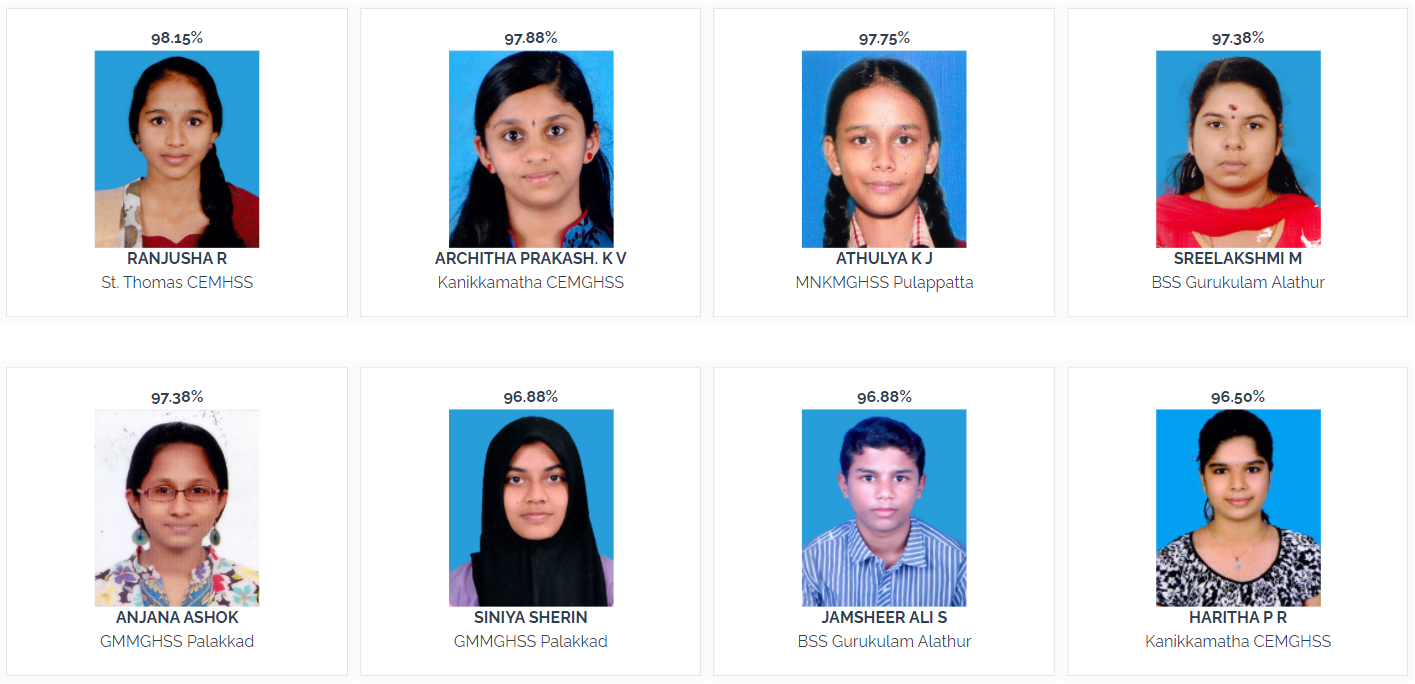 98.15%
RANJUSHA R
St. Thomas CEMHSS
97.88%
ARCHITHA PRAKASH. K V
Kanikkamatha CEMGHSS
97.75%
ATHULYA K J
MNKMGHSS Pulappatta
97.38%
SREELAKSHMI M
BSS Gurukulam Alathur
97.38%
ANJANA ASHOK
GMMGHSS Palakkad
96.88%
SINIYA SHERIN
GMMGHSS Palakkad
96.88%
JAMSHEER ALI S
BSS Gurukulam Alathur
96.50%
HARITHA P R
Kanikkamatha CEMGHSS